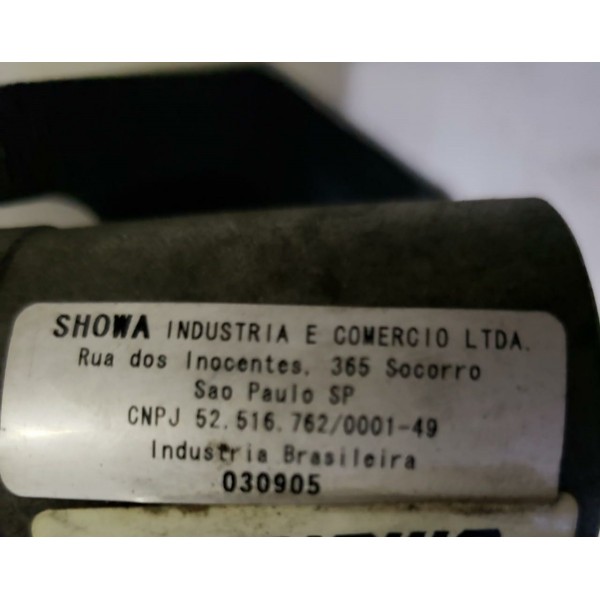 SHOWA INDUSTRIA E COMERCIO LTDA.
Rua dos Inocentes, 365 Socorro
Sao Paulo SP
CNPJ 52.516.762/0001-49
Industria Brasileira
030905